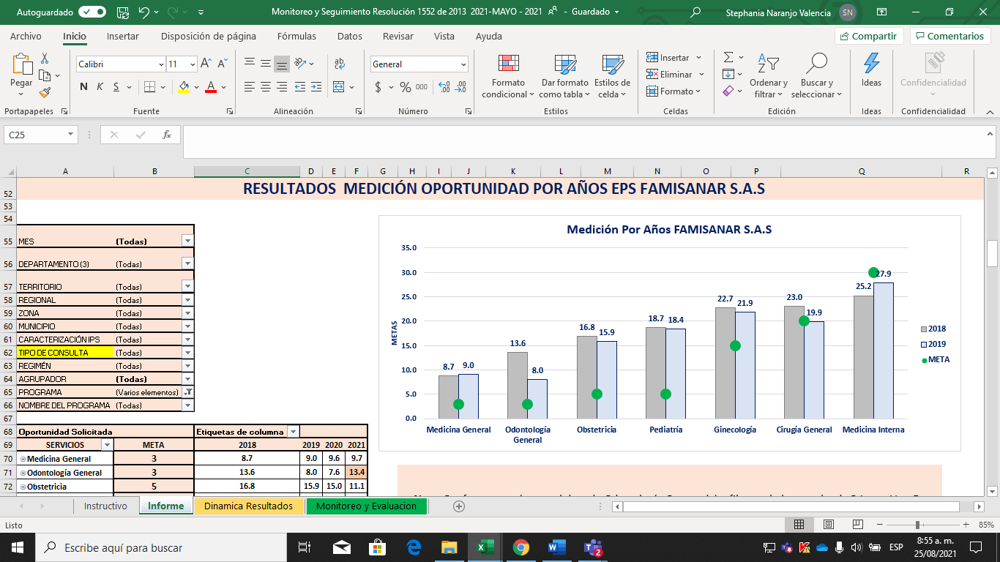 Autoguardado
Monitoreo y Seguimiento Resolución 1552 de 2013 2021-MAYO - 2021 - Guardado
Stephania Naranjo Valencia
SN
Archivo Inicio Insertar Disposición de página Fórmulas Datos Revisar Vista Ayuda
Compartir Comentarios
Pegar
Portapapeles
Calibri 11
N K S
Fuente
ab
Alineación
General
$ % 000
Número
Formato condicional
Dar formato como tabla
Estilos de celda
Estilos
Insertar
Eliminar
Formato
Celdas
Ordenar y filtrar
Buscar y seleccionar
Edición
Ideas
Ideas
Confidencialidad
Confidencialidad
C25
fx
A B C D E F G H I J K L M N O P Q R
52 RESULTADOS MEDICIÓN OPORTUNIDAD POR AÑOS EPS FAMISANAR S.A.S
53
54
55 MES (Todas)
56 DEPARTAMENTO (3) (Todas)
57 TERRITORIO (Todas)
58 REGIONAL (Todas)
59 ZONA (Todas)
60 MUNICIPIO (Todas)
61 CARACTERIZACIÓN IPS (Todas)
62 TIPO DE CONSULTA (Todas)
63 REGIMÉN (Todas)
64 AGRUPADOR (Todas)
65 PROGRAMA (Varios elementos)
66 NOMBRE DEL PROGRAMA (Todas)
67
68 Oportunidad Solicitada Etiquetas de columna
69 SERVICIOS META 2018 2019 2020 2021
70 Medicina General 3 8.7 9.0 9.6 9.7
71 Odontología General 3 13.6 8.0 7.6 13.4
72 Obstetricia 5 16.8 15.9 15.0 11.1
Medición Por Años FAMISANAR S.A.S
METAS
35.0
30.0
25.0
20.0
15.0
10.0
5.0
0.0
8.7 9.0
13.6 8.0
16.8 15.9
18.7 18.4
22.7 21.9
23.0 19.9
25.2 27.9
Medicina General
Odontología General
Obstetricia
Pediatría
Ginecología
Cirugía General
Medicina Interna
2018
2019
META
Instructivo Informe Dinamica Resultados Monitoreo y Evaluacion
Listo
85%
Escribe aquí para buscar
2
ESP
8:55 a. m.
25/08/2021